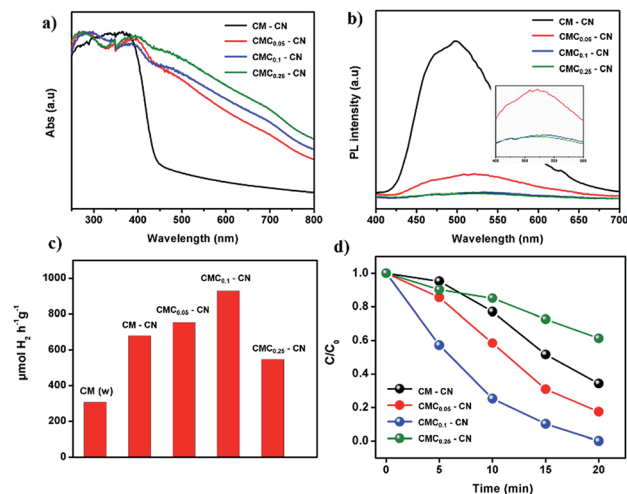 a)
CM - CN
CMC0.05 - CN
CMC0.1 - CN
CMC0.25 - CN
Abs (a.u)
300 400 500 600 700 800
Wavelength (nm)
b)
CM - CN
CMC0.05 - CN
CMC0.1 - CN
CMC0.25 - CN
PL intensity (a.u)
400 450 500 550 600 650 700
Wavelength (nm)
c)
1000
800
600
400
200
0
μmol H2 h-1g-1
CM (w)
CM - CN
CMC0.05 - CN
CMC0.1 - CN
CMC0.25 - CN
d)
1.0
0.8
0.6
0.4
0.2
0.0
C/C0
CM - CN
CMC0.05 - CN
CMC0.1 - CN
CMC0.25 - CN
0 5 10 15 20
Time (min)